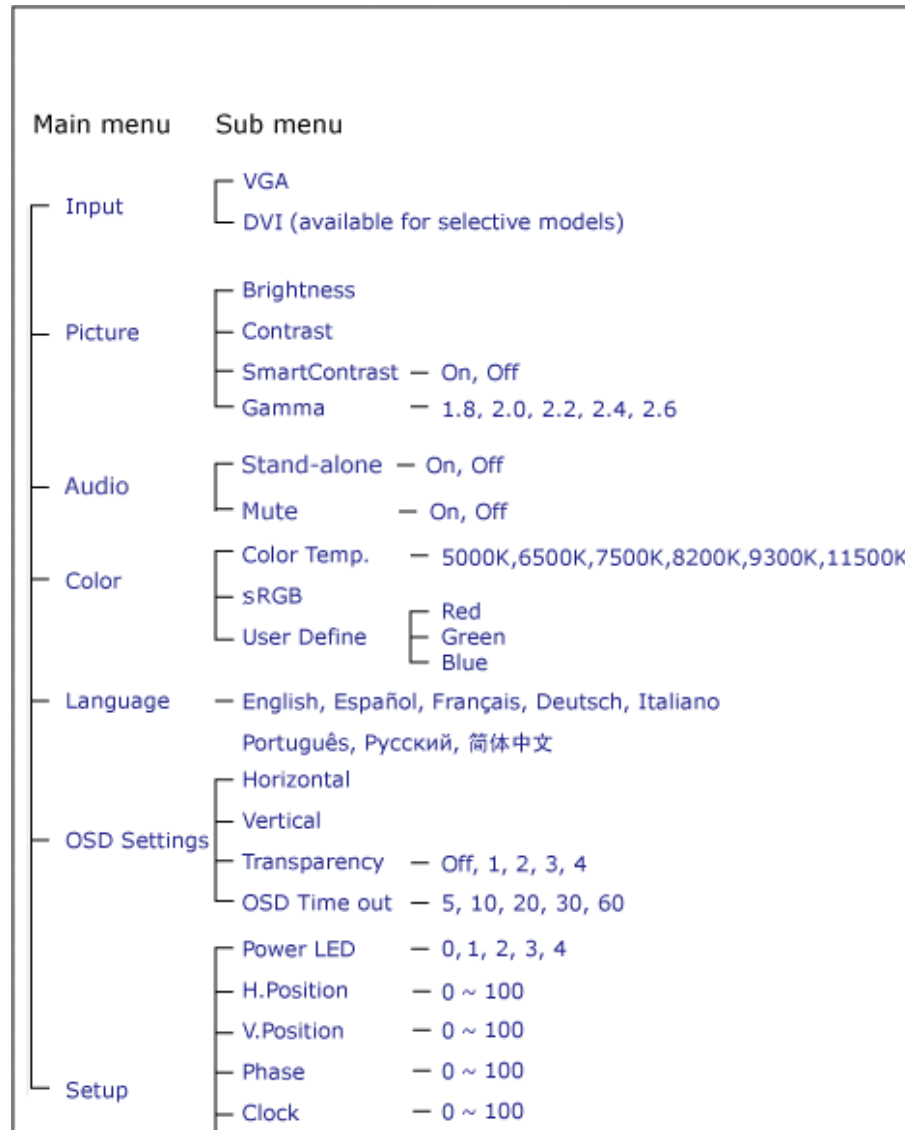 Main menu Sub menu
VGA
Input
DVI (available for selective models)
Brightness
Picture
Contrast
SmartContrast — On, Off
Gamma — 1.8, 2.0, 2.2, 2.4, 2.6
Stand-alone — On, Off
Audio
Mute — On, Off
Color Temp. — 5000K,6500K,7500K,8200K,9300K,11500K
Color
sRGB
Red
User Define
Green
Blue
Language — English, Español, Français, Deutsch, Italiano
Português, Русский, 简体中文
Horizontal
Vertical
OSD Settings
Transparency — Off, 1, 2, 3, 4
OSD Time out — 5, 10, 20, 30, 60
Power LED — 0, 1, 2, 3, 4
H.Position — 0 ~ 100
V.Position — 0 ~ 100
Phase — 0 ~ 100
Setup
Clock — 0 ~ 100